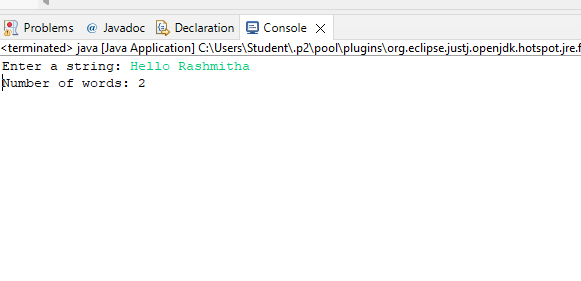 Problems @ Javadoc Declaration Console
<terminated> java [Java Application] C:\Users\Student\.p2\pool\plugins\org.eclipse.justj.openjdk.hotspot.jre.f
Enter a string: Hello Rashmitha
Number of words: 2